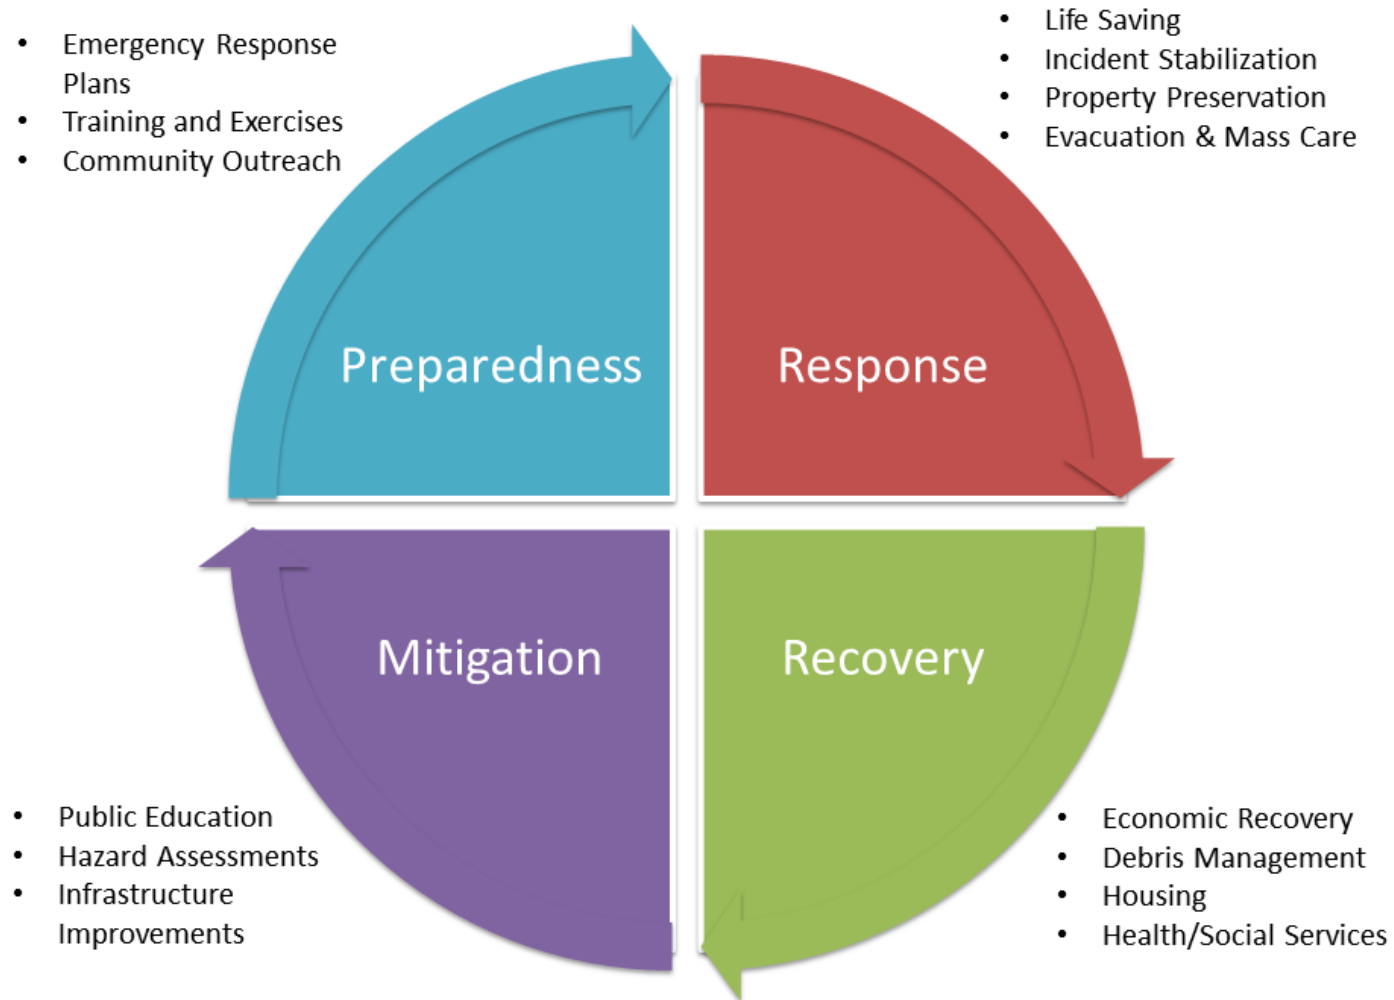 • Emergency Response
Plans
• Training and Exercises
• Community Outreach
• Life Saving
• Incident Stabilization
• Property Preservation
• Evacuation & Mass Care
Preparedness
Response
Mitigation
Recovery
• Public Education
• Hazard Assessments
• Infrastructure
Improvements
• Economic Recovery
• Debris Management
• Housing
• Health/Social Services